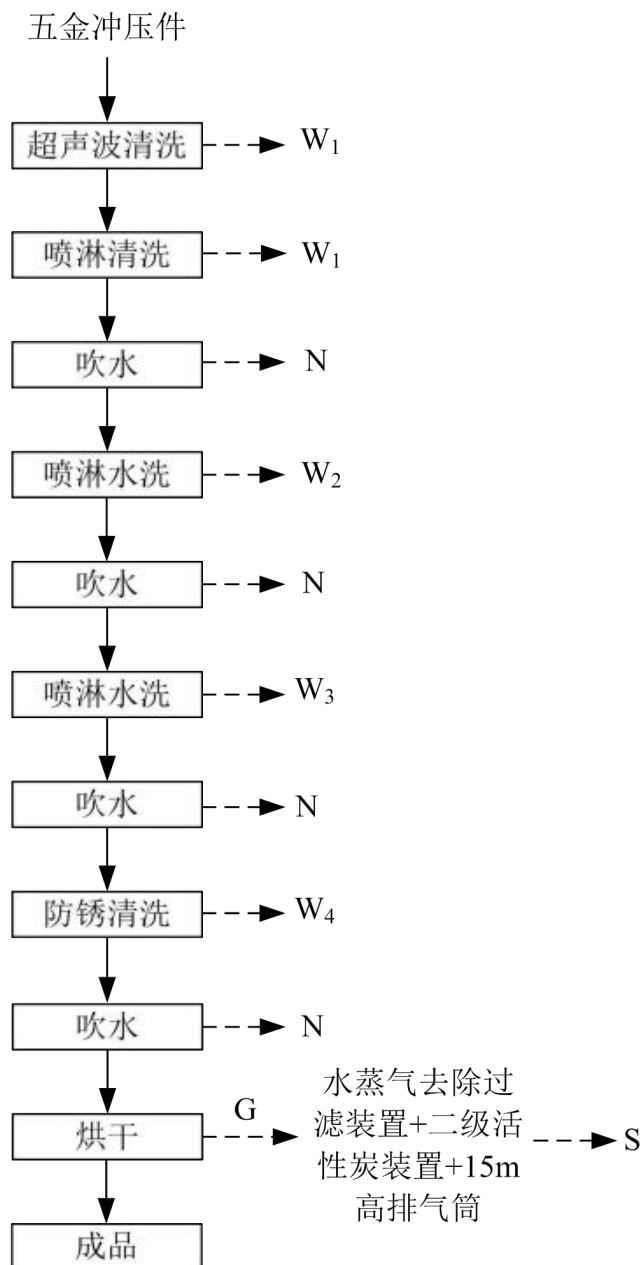 五金冲压件
超声波清洗
W₁
喷淋清洗
W₁
吹水
N
喷淋水洗
W₂
吹水
N
喷淋水洗
W₃
吹水
N
防锈清洗
W₄
吹水
N
烘干
G
水蒸气去除过
滤装置+二级活
性炭装置+15m
高排气筒
S
成品